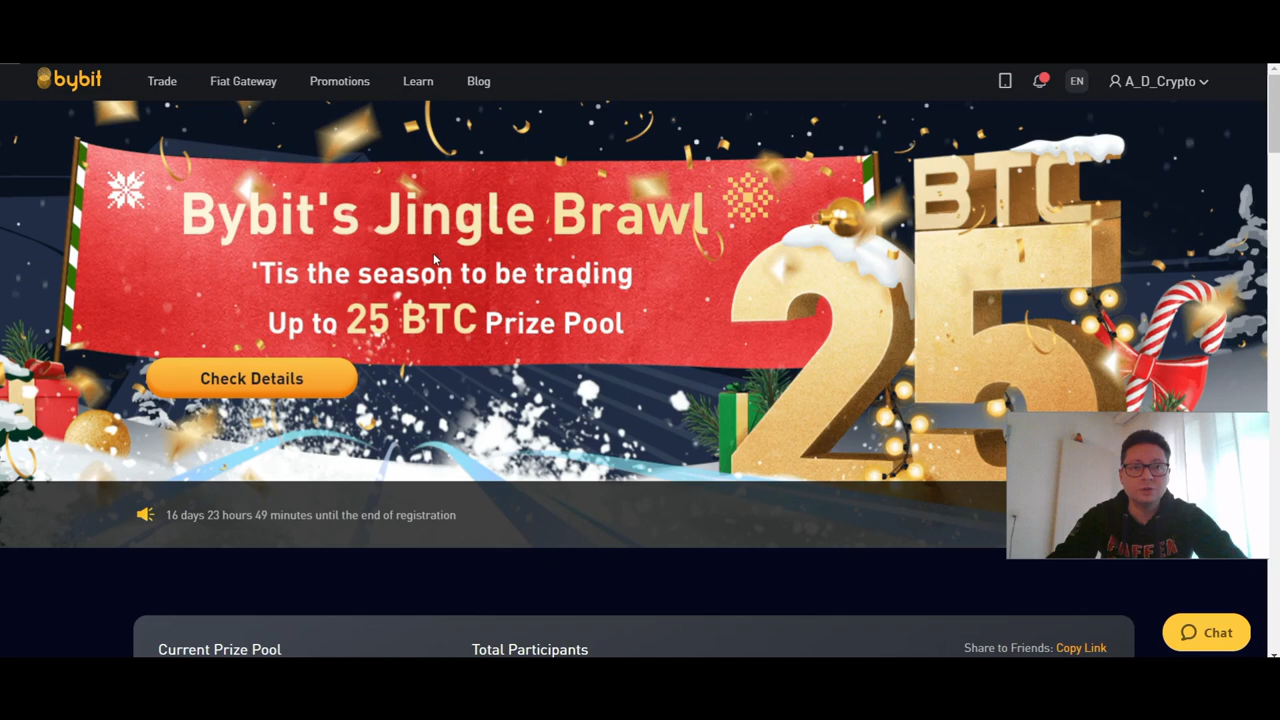 bybit
Trade
Fiat Gateway
Promotions
Learn
Blog
EN
A_D_Crypto
Bybit's Jingle Brawl
'Tis the season to be trading
Up to 25 BTC Prize Pool
Check Details
BTC
25
16 days 23 hours 49 minutes until the end of registration
Current Prize Pool
Total Participants
Share to Friends: Copy Link
Chat